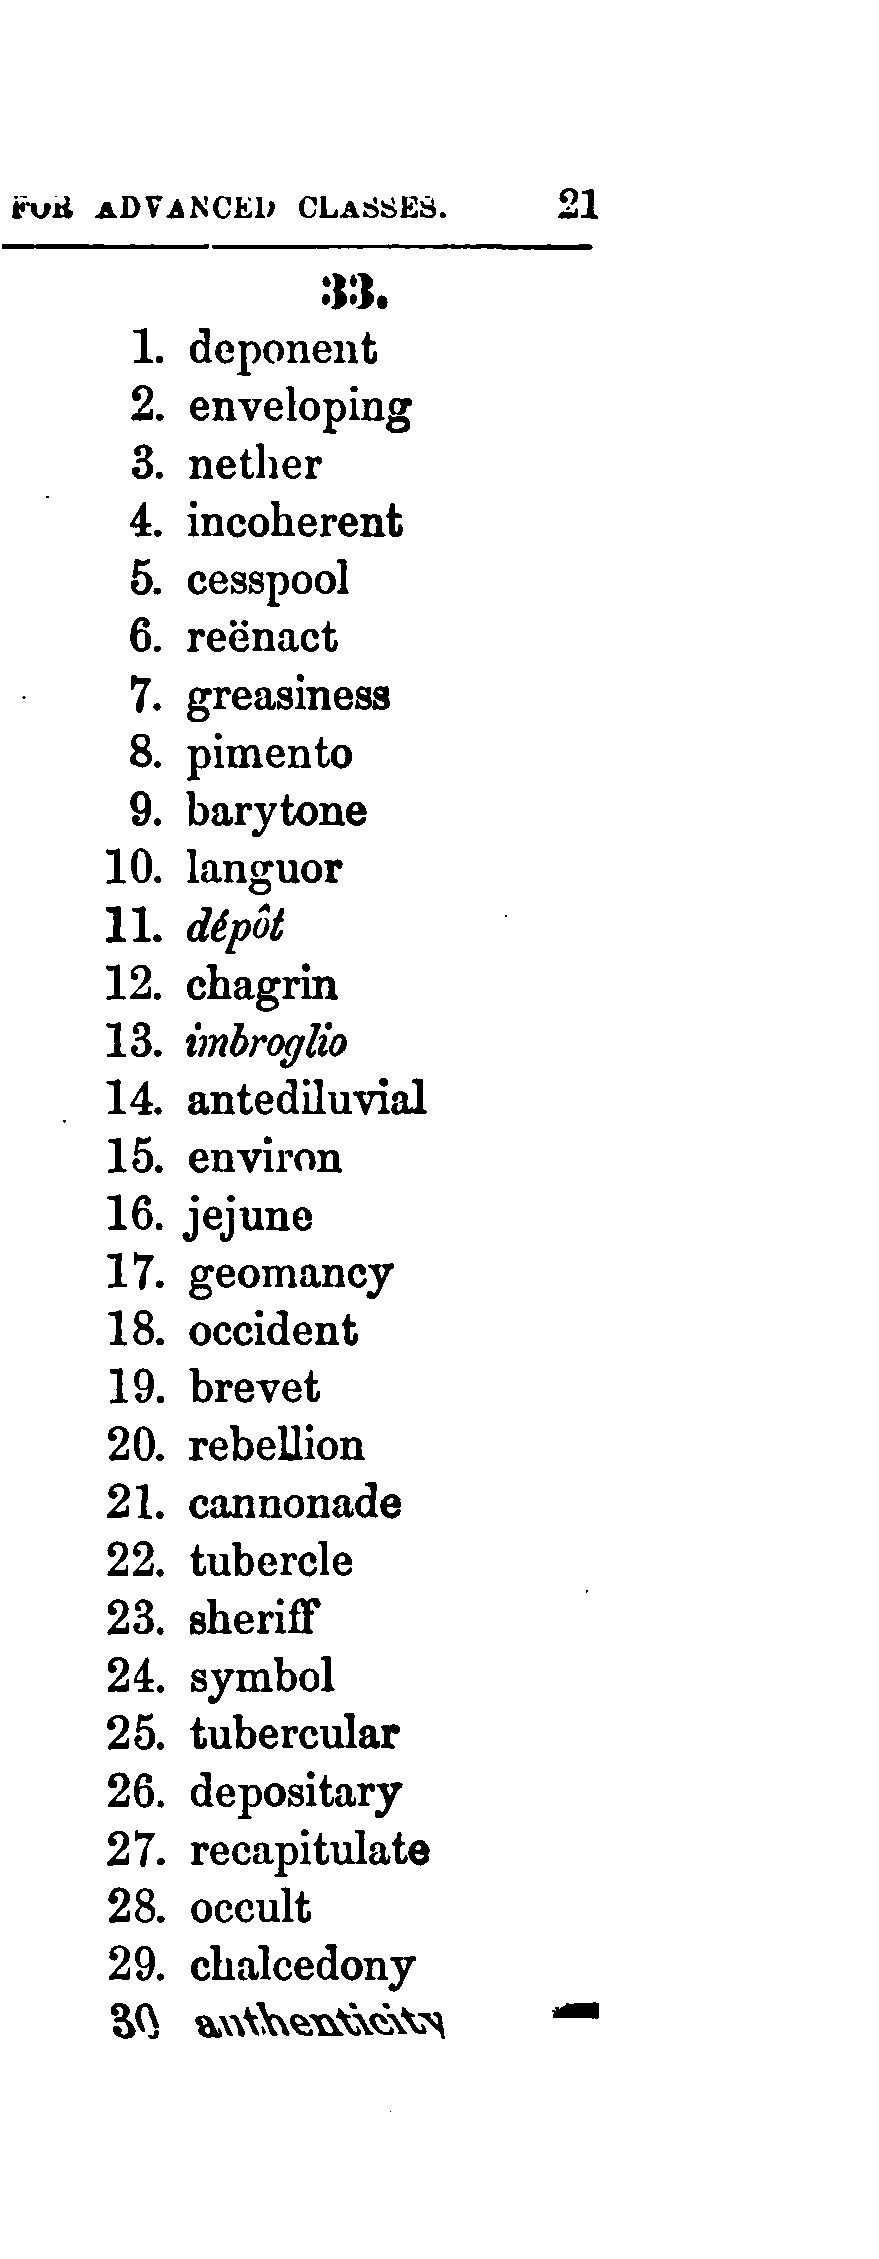 FOR ADVANCED CLASSES. 21
33.
1. deponent
2. enveloping
3. nether
4. incoherent
5. cesspool
6. reënact
7. greasiness
8. pimento
9. barytone
10. languor
11. dépôt
12. chagrin
13. imbroglio
14. antediluvial
15. environ
16. jejune
17. geomancy
18. occident
19. brevet
20. rebellion
21. cannonade
22. tubercle
23. sheriff
24. symbol
25. tubercular
26. depositary
27. recapitulate
28. occult
29. chalcedony
30 authenticity